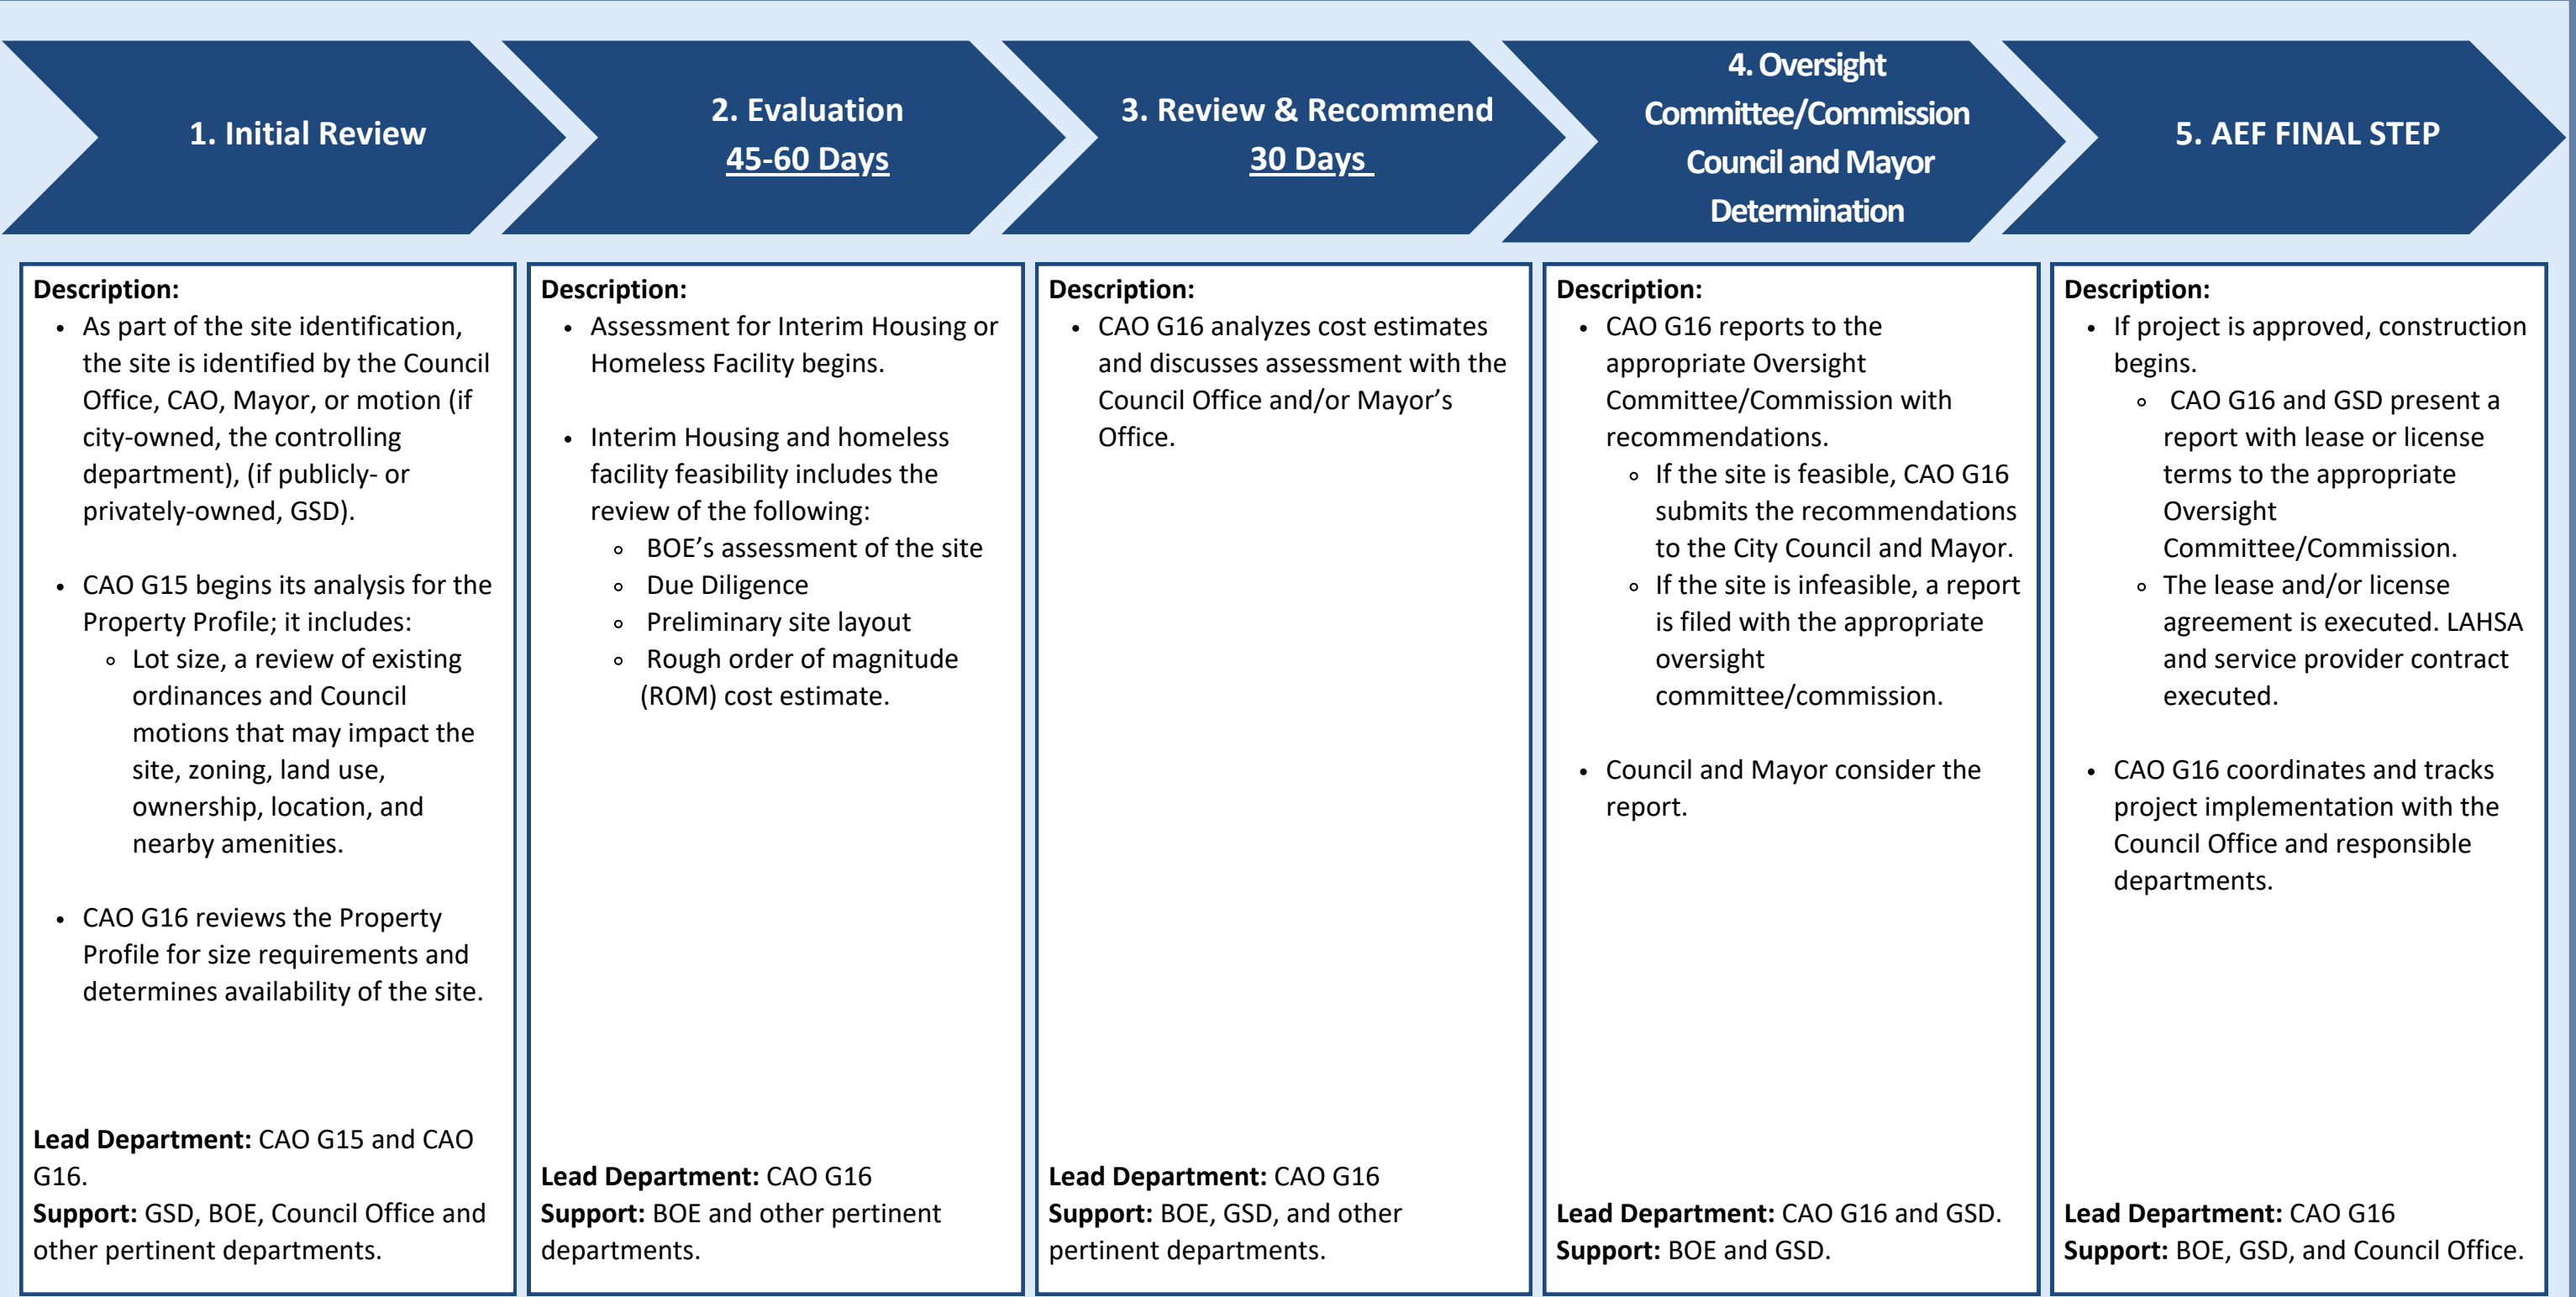 1. Initial Review
2. Evaluation
45-60 Days
3. Review & Recommend
30 Days
4. Oversight
Committee/Commission
Council and Mayor
Determination
5. AEF FINAL STEP
Description:
• As part of the site identification,
the site is identified by the Council
Office, CAO, Mayor, or motion (if
city-owned, the controlling
department), (if publicly- or
privately-owned, GSD).
• CAO G15 begins its analysis for the
Property Profile; it includes:
◦ Lot size, a review of existing
ordinances and Council
motions that may impact the
site, zoning, land use,
ownership, location, and
nearby amenities.
• CAO G16 reviews the Property
Profile for size requirements and
determines availability of the site.
Lead Department: CAO G15 and CAO
G16.
Support: GSD, BOE, Council Office and
other pertinent departments.
Description:
• Assessment for Interim Housing or
Homeless Facility begins.
• Interim Housing and homeless
facility feasibility includes the
review of the following:
◦ BOE’s assessment of the site
◦ Due Diligence
◦ Preliminary site layout
◦ Rough order of magnitude
(ROM) cost estimate.
Lead Department: CAO G16
Support: BOE and other pertinent
departments.
Description:
• CAO G16 analyzes cost estimates
and discusses assessment with the
Council Office and/or Mayor’s
Office.
Lead Department: CAO G16
Support: BOE, GSD, and other
pertinent departments.
Description:
• CAO G16 reports to the
appropriate Oversight
Committee/Commission with
recommendations.
◦ If the site is feasible, CAO G16
submits the recommendations
to the City Council and Mayor.
◦ If the site is infeasible, a report
is filed with the appropriate
oversight
committee/commission.
• Council and Mayor consider the
report.
Lead Department: CAO G16 and GSD.
Support: BOE and GSD.
Description:
• If project is approved, construction
begins.
◦ CAO G16 and GSD present a
report with lease or license
terms to the appropriate
Oversight
Committee/Commission.
◦ The lease and/or license
agreement is executed. LAHSA
and service provider contract
executed.
• CAO G16 coordinates and tracks
project implementation with the
Council Office and responsible
departments.
Lead Department: CAO G16
Support: BOE, GSD, and Council Office.